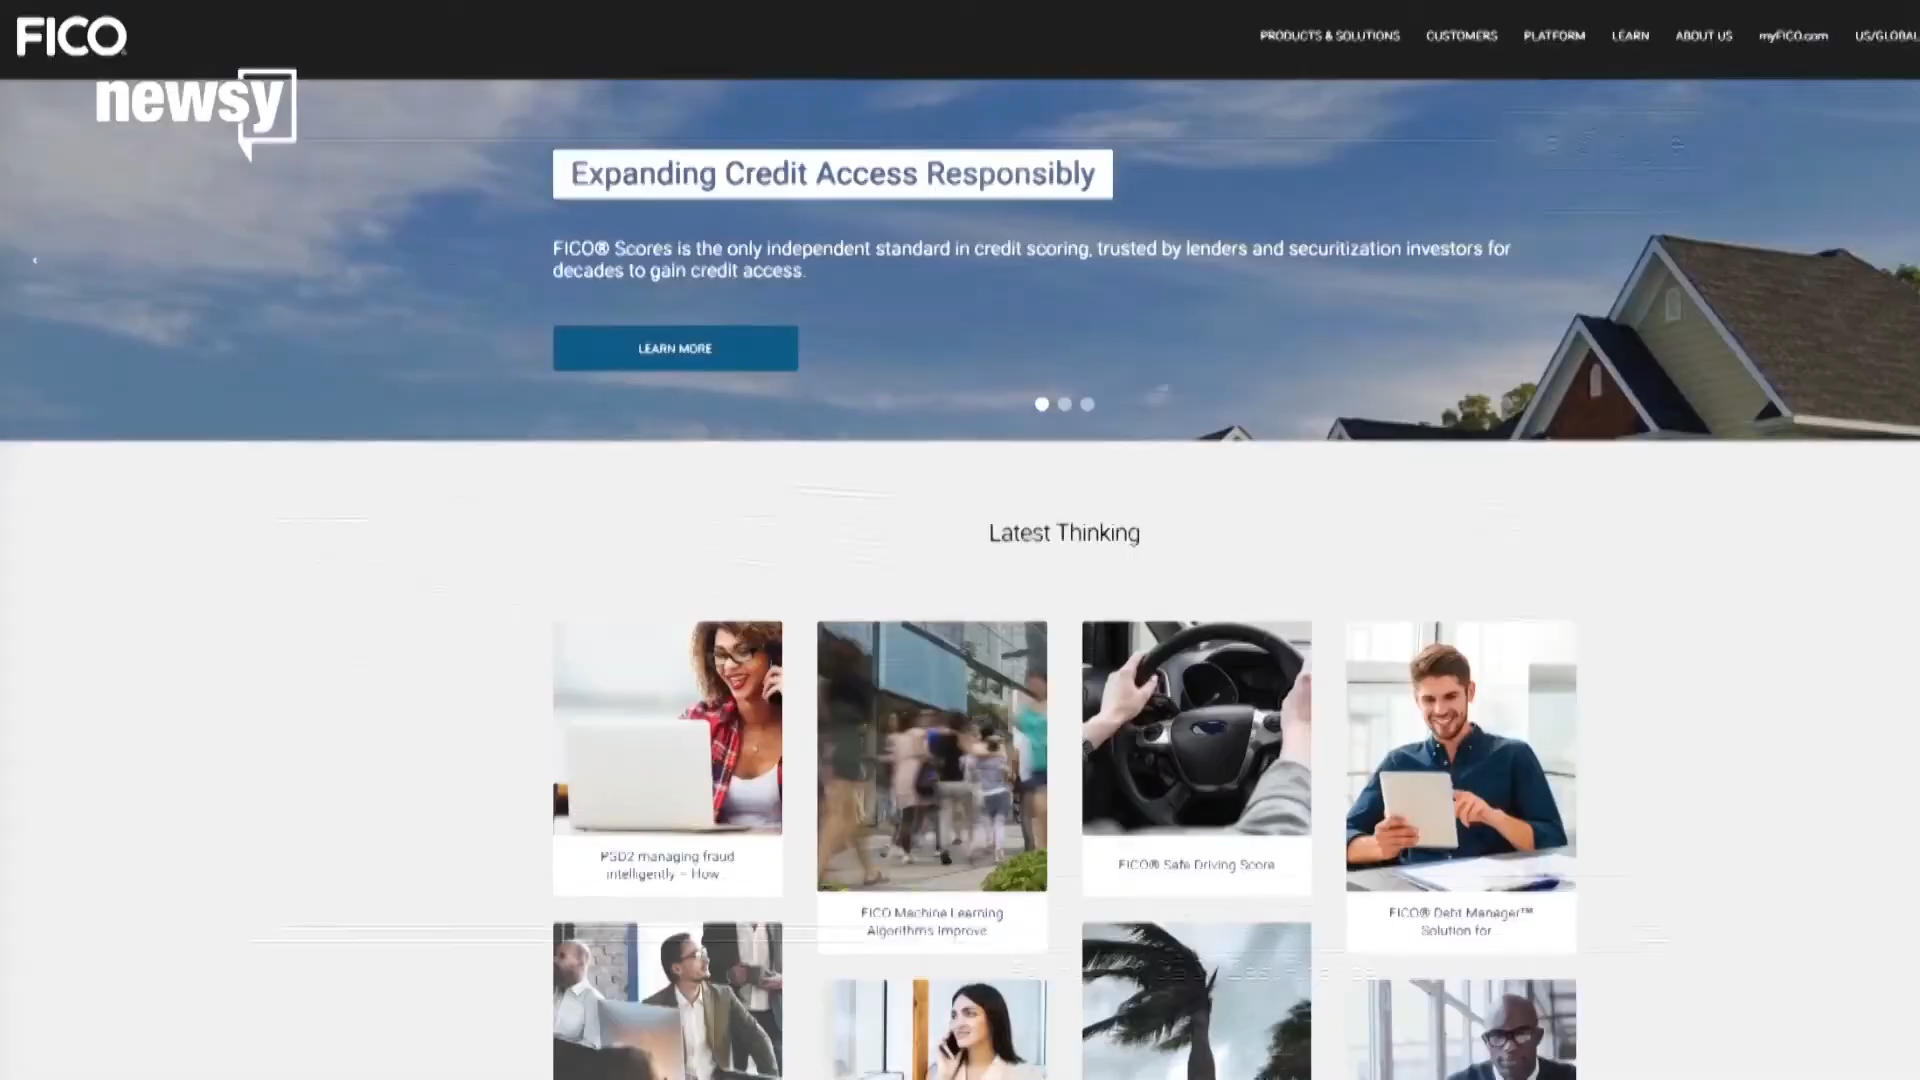 FICO
PRODUCTS & SOLUTIONS CUSTOMERS PLATFORM LEARN ABOUT US myFICO.com US/GLOBAL
newsy
Expanding Credit Access Responsibly
FICO® Scores is the only independent standard in credit scoring, trusted by lenders and securitization investors for
decades to gain credit access.
LEARN MORE
Latest Thinking
PSD2 managing fraud
intelligently – How
FICO Machine Learning
Algorithms Improve
FICO® Safe Driving Score
FICO® Debt Manager™
Solution for